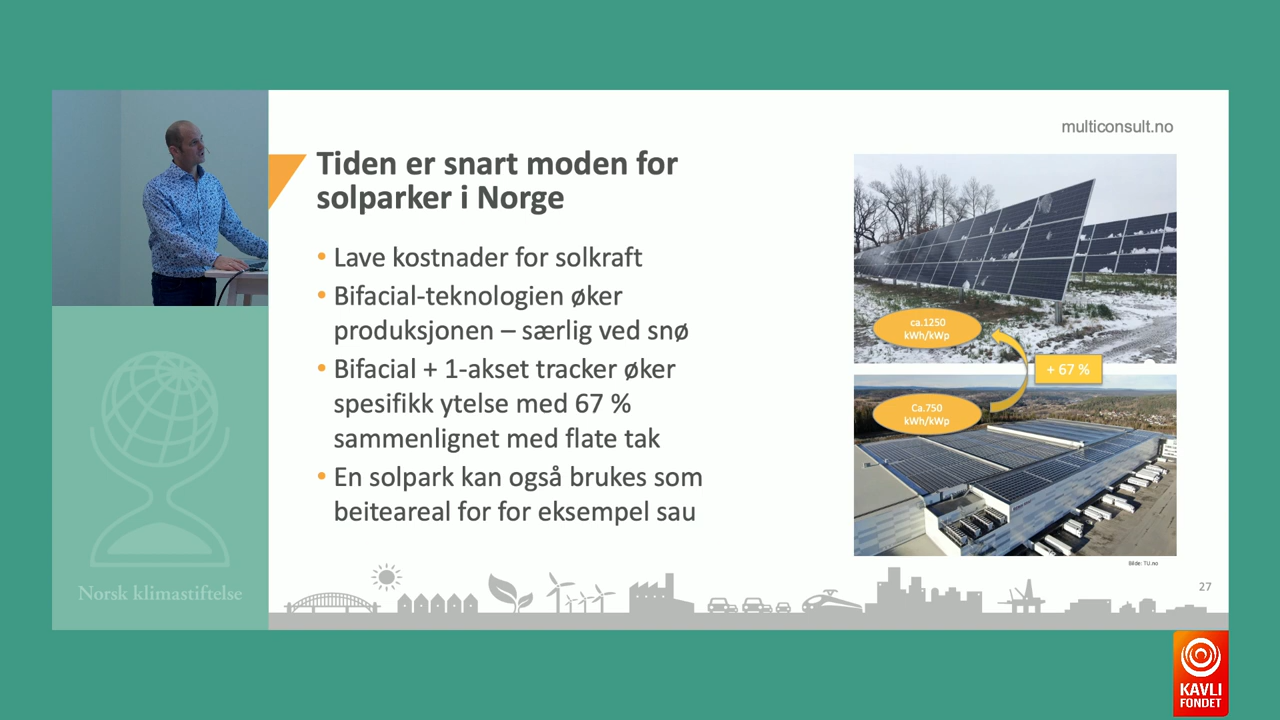 multiconsult.no
Tiden er snart moden for
solparker i Norge
• Lave kostnader for solkraft
• Bifacial-teknologien øker
produksjonen – særlig ved snø
• Bifacial + 1-akset tracker øker
spesifikk ytelse med 67 %
sammenlignet med flate tak
• En solpark kan også brukes som
beiteareal for for eksempel sau
ca.1250
kWh/kWp
+ 67 %
Ca.750
kWh/kWp
Bilde: TU.no
27
Norsk klimastiftelse
KAVLI
FONDET